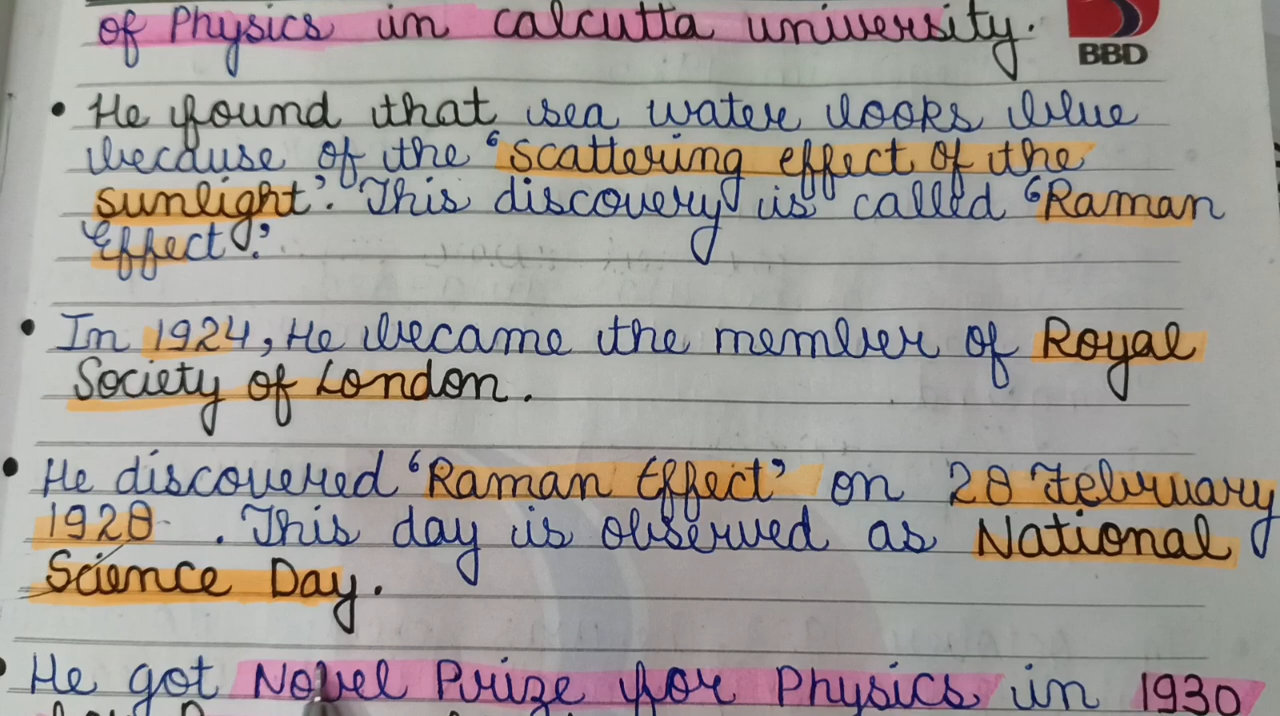 of Physics in calcutta university.
BBD
• He found that sea water looks blue
because of the ‘scattering effect of the
sunlight’. This discovery is called ‘Raman
Effect’.
• In 1924, He became the member of Royal
Society of London.
• He discovered ‘Raman Effect’ on 28 February
1928 . This day is observed as National
Science Day.
• He got Novel Prize for Physics in 1930